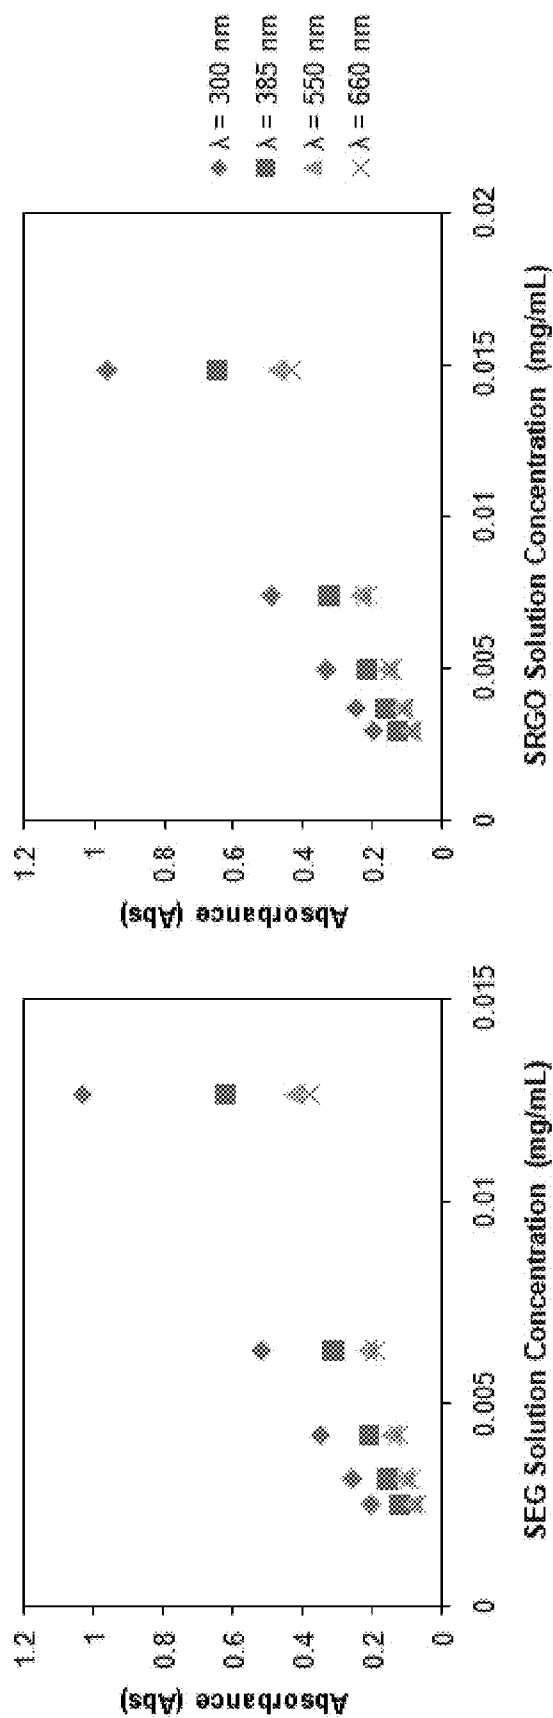 Absorbance (Abs)
1.2
1
0.8
0.6
0.4
0.2
0
0
0.005
0.01
0.015
SEG Solution Concentration (mg/mL)
Absorbance (Abs)
1.2
1
0.8
0.6
0.4
0.2
0
0
0.005
0.01
0.015
0.02
SRGO Solution Concentration (mg/mL)
λ = 300 nm
λ = 385 nm
λ = 550 nm
λ = 660 nm